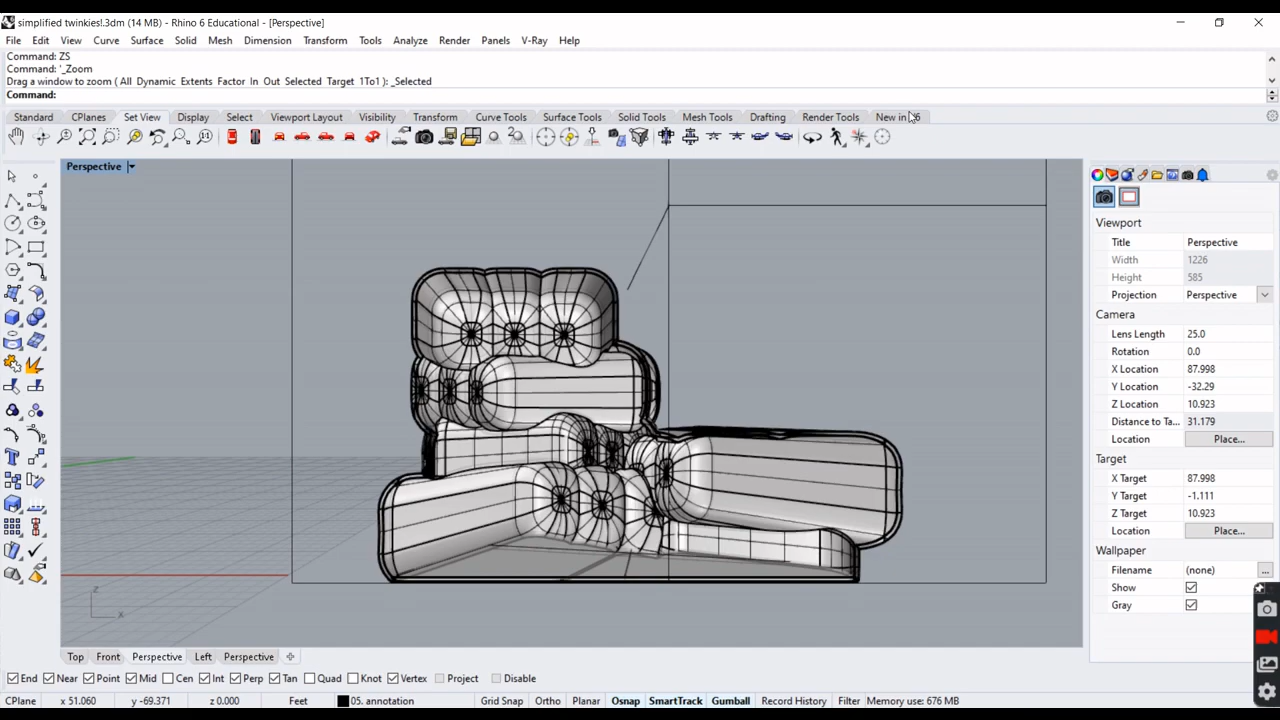 simplified twinkies!.3dm (14 MB) - Rhino 6 Educational - [Perspective]
File Edit View Curve Surface Solid Mesh Dimension Transform Tools Analyze Render Panels V-Ray Help
Command: ZS
Command: '_Zoom
Drag a window to zoom ( All Dynamic Extents Factor In Out Selected Target 1To1 ): _Selected
Command:
Standard CPlanes Set View Display Select Viewport Layout Visibility Transform Curve Tools Surface Tools Solid Tools Mesh Tools Drafting Render Tools New in
Perspective
Viewport
Title Perspective
Width 1226
Height 585
Projection Perspective
Camera
Lens Length 25.0
Rotation 0.0
X Location 87.998
Y Location -32.29
Z Location 10.923
Distance to Ta... 31.179
Location Place...
Target
X Target 87.998
Y Target -1.111
Z Target 10.923
Location Place...
Wallpaper
Filename (none) ...
Show
Gray
z
x
Top Front Perspective Left Perspective
End Near Point Mid Cen Int Perp Tan Quad Knot Vertex Project Disable
CPlane x 51.060 y -69.371 z 0.000 Feet 05. annotation Grid Snap Ortho Planar Osnap SmartTrack Gumball Record History Filter Memory use: 676 MB